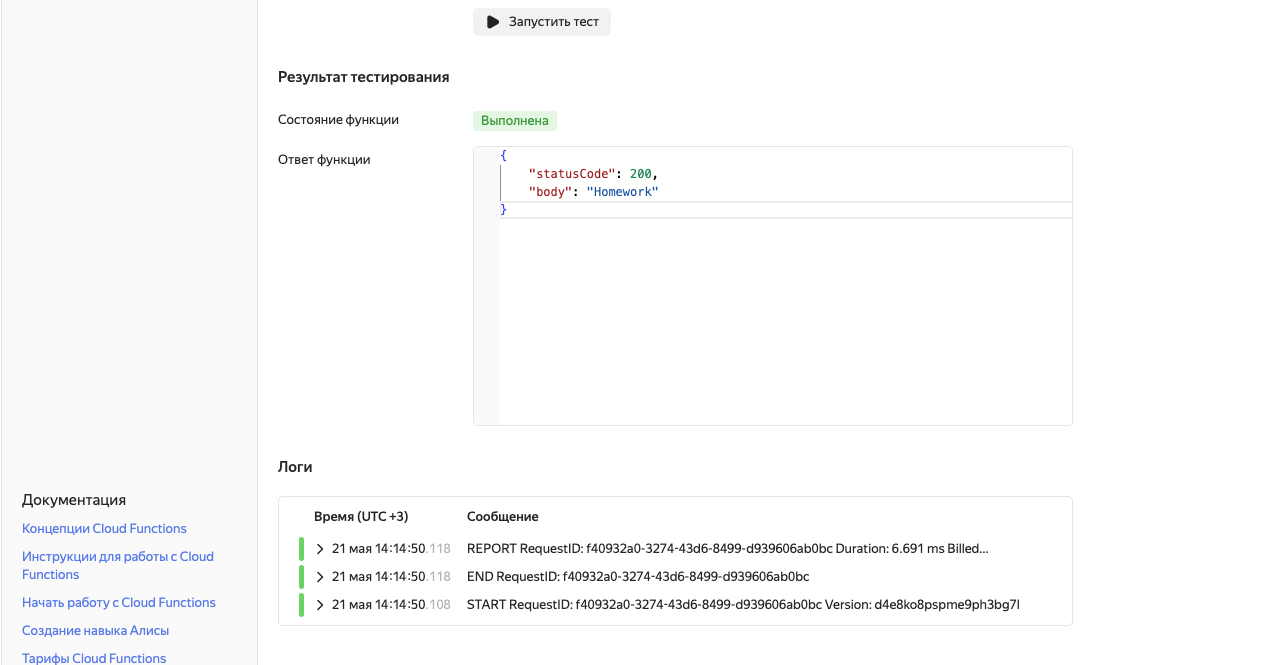 Запустить тест
Результат тестирования
Состояние функции
Выполнена
Ответ функции
{
"statusCode": 200,
"body": "Homework"
}
Логи
Время (UTC +3) Сообщение
21 мая 14:14:50.118 REPORT RequestID: f40932a0-3274-43d6-8499-d939606ab0bc Duration: 6.691 ms Billed...
21 мая 14:14:50.118 END RequestID: f40932a0-3274-43d6-8499-d939606ab0bc
21 мая 14:14:50.108 START RequestID: f40932a0-3274-43d6-8499-d939606ab0bc Version: d4e8ko8pspme9ph3bg7l
Документация
Концепции Cloud Functions
Инструкции для работы с Cloud
Functions
Начать работу с Cloud Functions
Создание навыка Алисы
Тарифы Cloud Functions